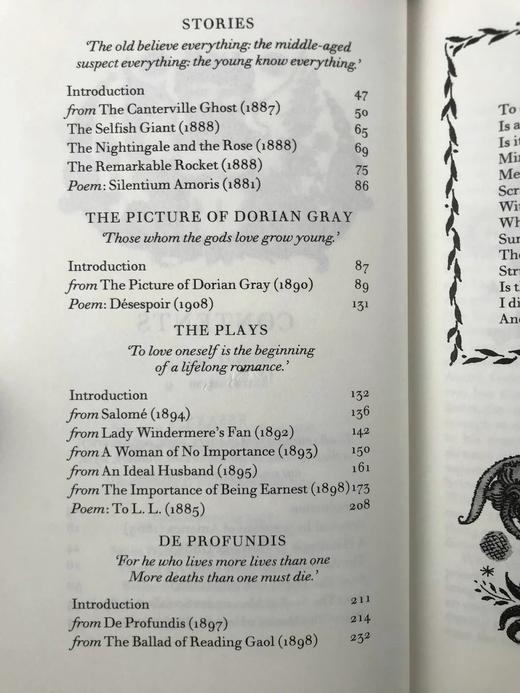 STORIES
‘The old believe everything: the middle-aged
suspect everything: the young know everything.’
Introduction 47
from The Canterville Ghost (1887) 50
The Selfish Giant (1888) 65
The Nightingale and the Rose (1888) 69
The Remarkable Rocket (1888) 75
Poem: Silentium Amoris (1881) 86
THE PICTURE OF DORIAN GRAY
‘Those whom the gods love grow young.’
Introduction 87
from The Picture of Dorian Gray (1890) 89
Poem: Désespoir (1908) 131
THE PLAYS
‘To love oneself is the beginning
of a lifelong romance.’
Introduction 132
from Salomé (1894) 136
from Lady Windermere’s Fan (1892) 142
from A Woman of No Importance (1893) 150
from An Ideal Husband (1895) 161
from The Importance of Being Earnest (1898) 173
Poem: To L. L. (1885) 208
DE PROFUNDIS
‘For he who lives more lives than one
More deaths than one must die.’
Introduction 211
from De Profundis (1897) 214
from The Ballad of Reading Gaol (1898) 232
To
Is a
Is it
I di